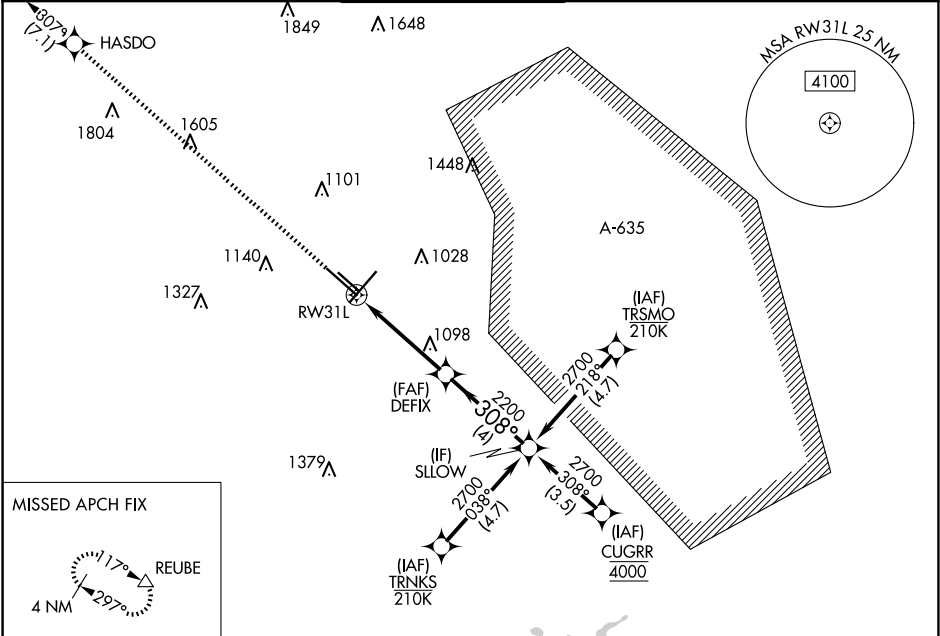 307°
(7.1)
HASDO
1849
1648
MSA RW31L 25 NM
4100
1804
1605
1448
1101
A-635
1140
1028
1327
RW31L
(IAF)
TRSMO
210K
1098
2700
218°
(4.7)
(FAF)
DEFIX
2200
308°
(4)
(IF)
SLLOW
1379
2700
308°
(3.5)
2700
038°
(4.7)
(IAF)
CUGRR
4000
(IAF)
TRNKS
210K
MISSED APCH FIX
117°
REUBE
4 NM
297°